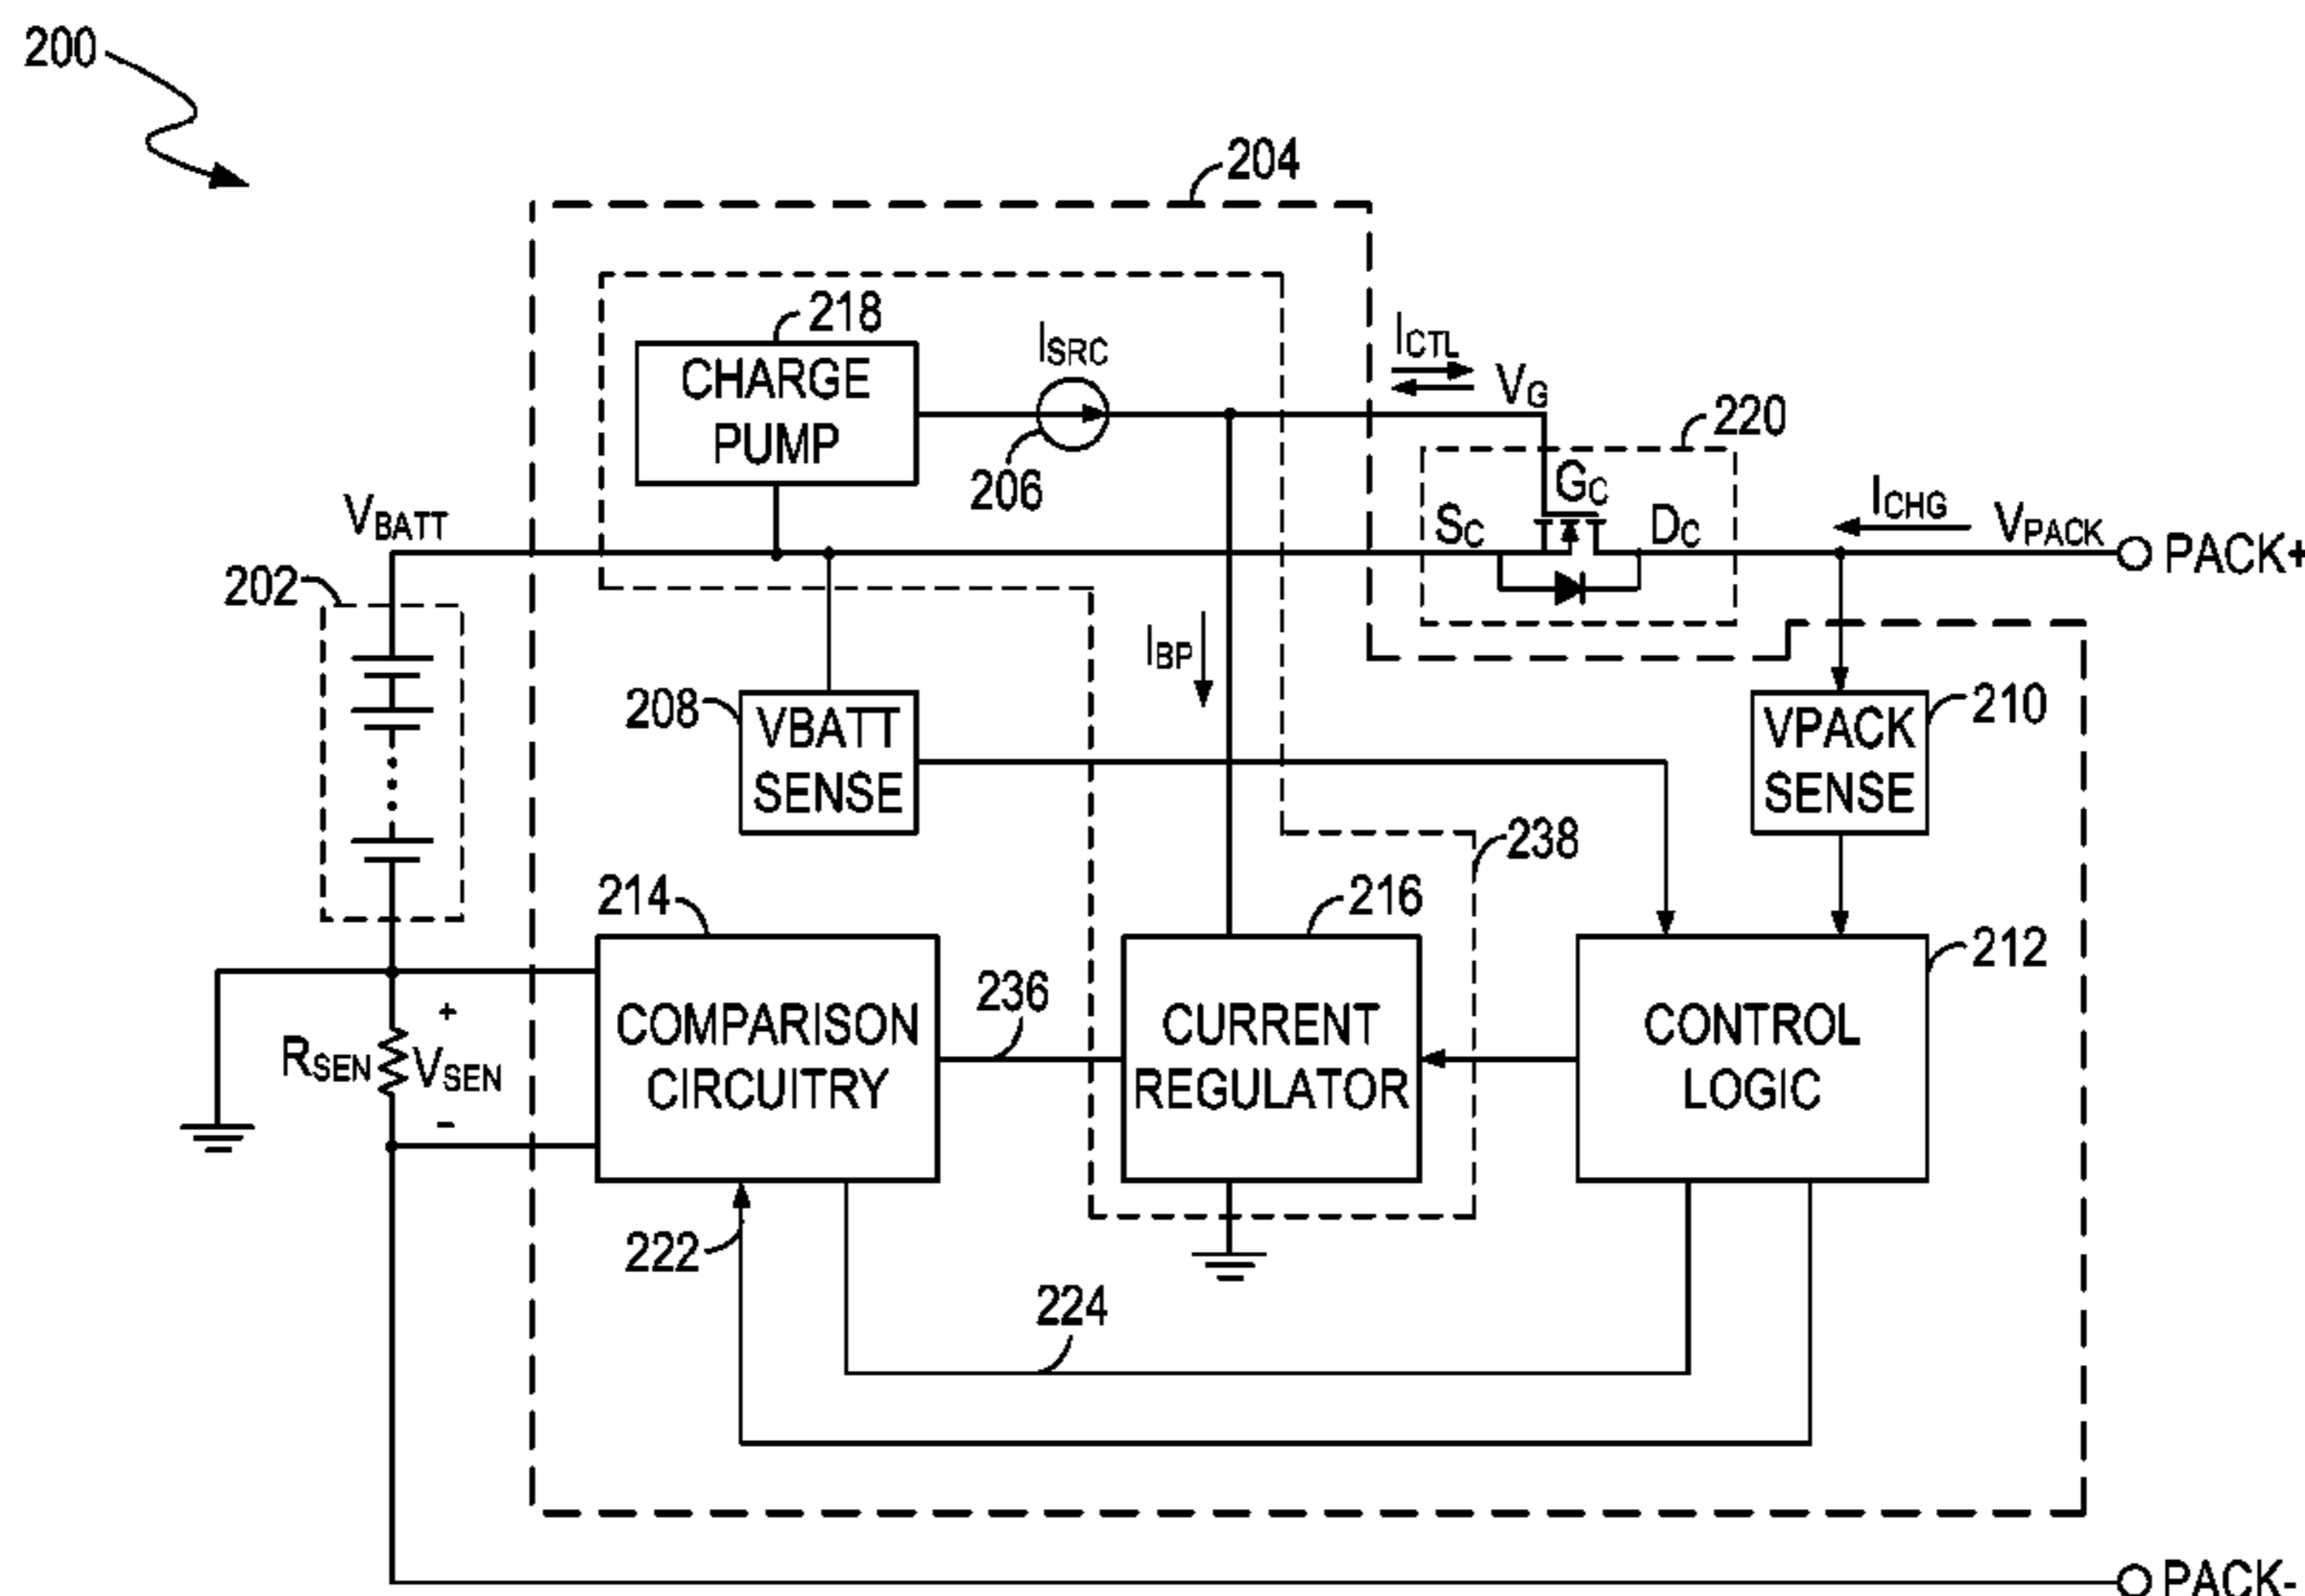 200
204
218
CHARGE
PUMP
ISRC
206
ICTL
VG
220
GC
SC
DC
ICHG
VPACK
PACK+
VBATT
202
IBP
208
VBATT
SENSE
VPACK
SENSE
210
238
214
216
212
COMPARISON
CIRCUITRY
236
CURRENT
REGULATOR
CONTROL
LOGIC
RSEN
+
VSEN
-
222
224
PACK-